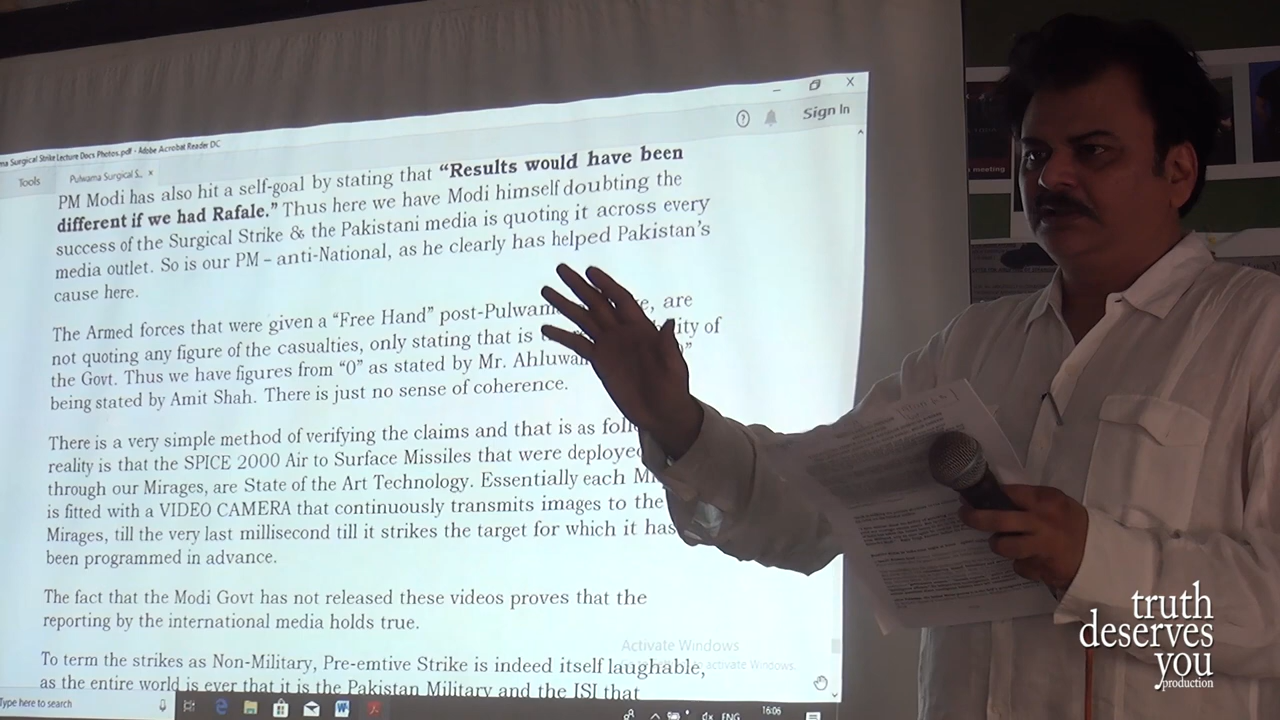 Sign In
ma Surgical Strike Lecture Docs Photos.pdf - Adobe Acrobat Reader DC
Tools
Pulwama Surgical S... ×
PM Modi has also hit a self-goal by stating that “Results would have been
different if we had Rafale.” Thus here we have Modi himself doubting the
success of the Surgical Strike & the Pakistani media is quoting it across every
media outlet. So is our PM – anti-National, as he clearly has helped Pakistan’s
cause here.
The Armed forces that were given a “Free Hand” post-Pulwam , are
not quoting any figure of the casualties, only stating that is ity of
the Govt. Thus we have figures from “0” as stated by Mr. Ahluwa ”
being stated by Amit Shah. There is just no sense of coherence.
There is a very simple method of verifying the claims and that is as foll
reality is that the SPICE 2000 Air to Surface Missiles that were deploye
through our Mirages, are State of the Art Technology. Essentially each M
is fitted with a VIDEO CAMERA that continuously transmits images to the
Mirages, till the very last millisecond till it strikes the target for which it has
been programmed in advance.
The fact that the Modi Govt has not released these videos proves that the
reporting by the international media holds true.
To term the strikes as Non-Military, Pre-emtive Strike is indeed itself laughable,
as the entire world is ever that it is the Pakistan Military and the ISI that
Activate Windows
to activate Windows.
Type here to search
ENG
16:06
meeting
truth
deserves
you
production